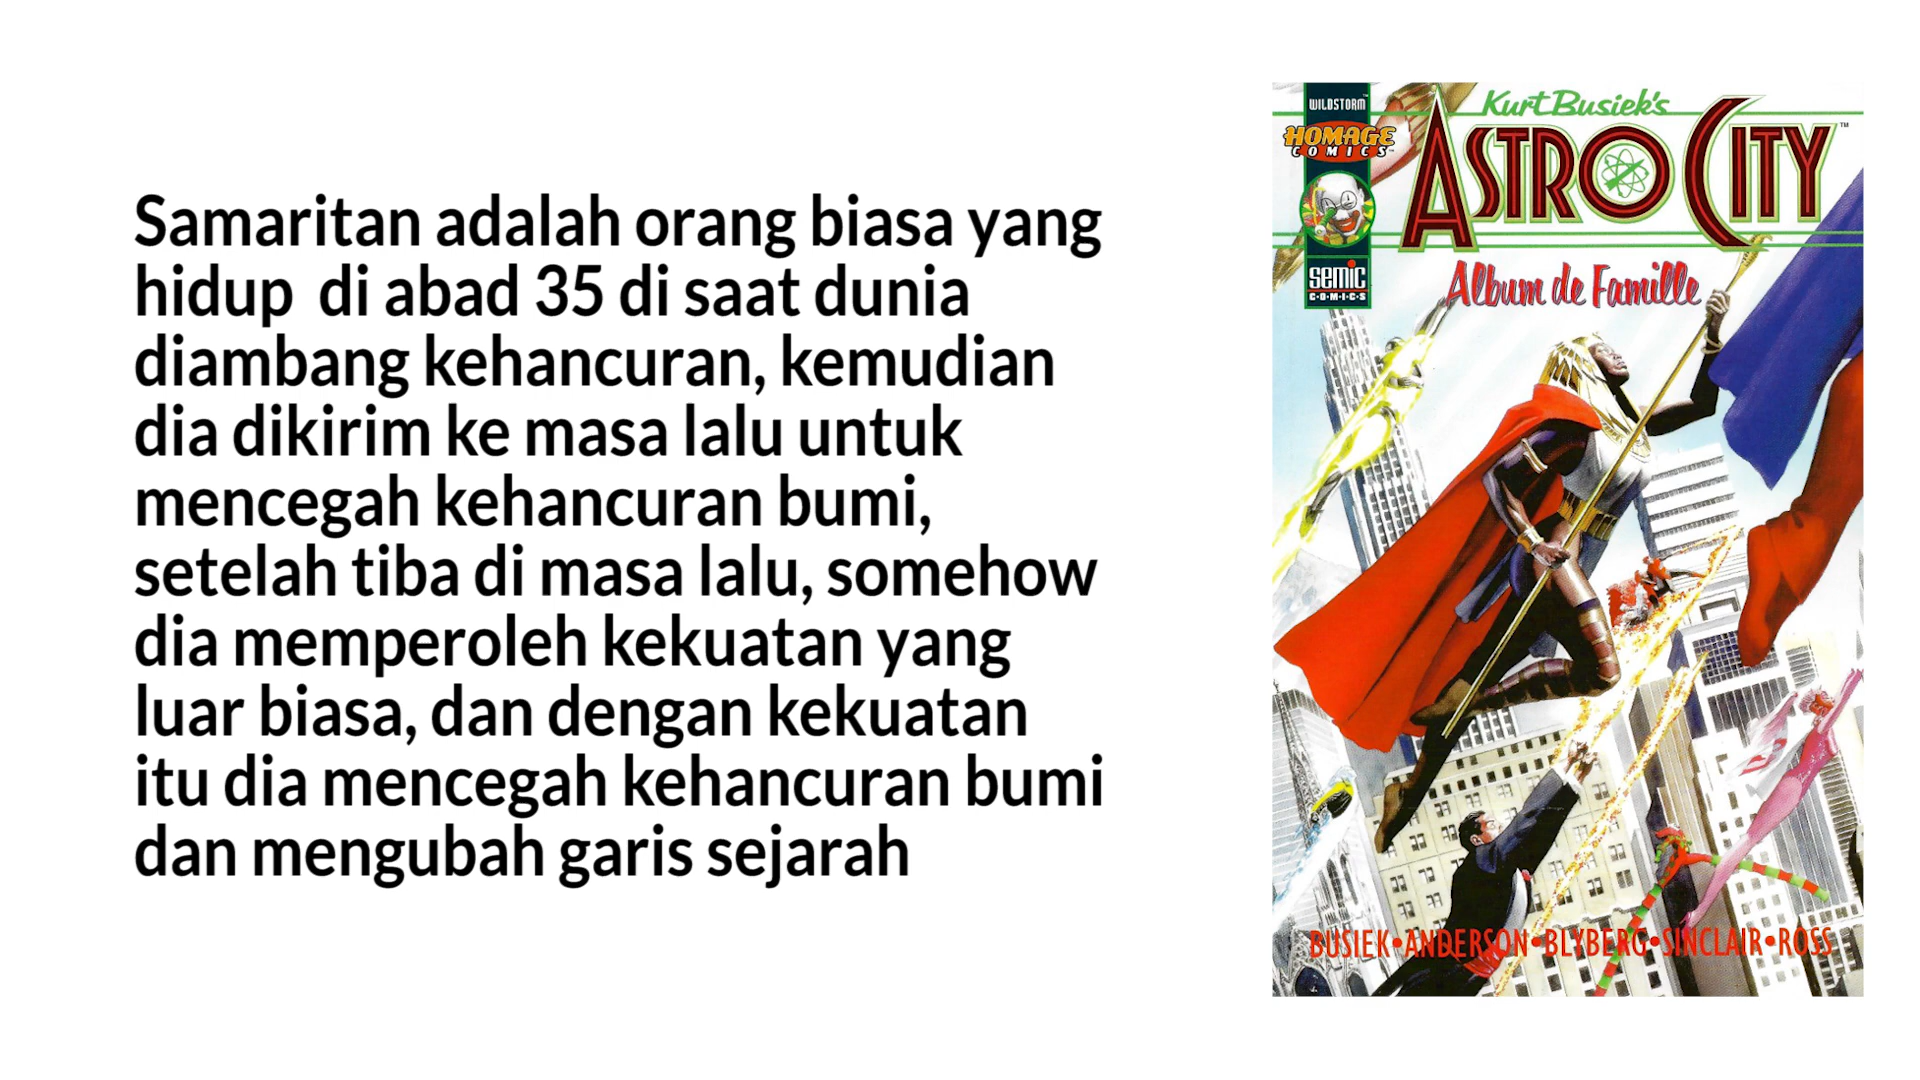 Samaritan adalah orang biasa yang
hidup  di abad 35 di saat dunia
diambang kehancuran, kemudian
dia dikirim ke masa lalu untuk
mencegah kehancuran bumi,
setelah tiba di masa lalu, somehow
dia memperoleh kekuatan yang
luar biasa, dan dengan kekuatan
itu dia mencegah kehancuran bumi
dan mengubah garis sejarah
WILDSTORM™
HOMAGE
COMICS™
SEMIC
COMICS
Kurt Busiek's
ASTRO CITY™
Album de Famille
BUSIEK•ANDERSON•BLYBERG•SINCLAIR•ROSS